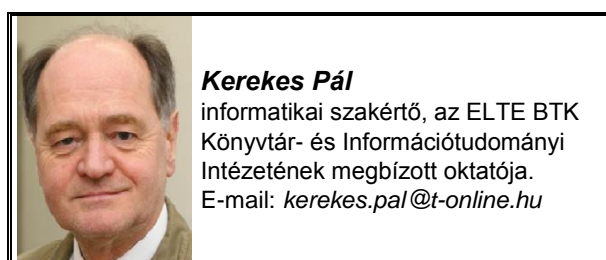 Kerekes Pál
informatikai szakértő, az ELTE BTK
Könyvtár- és Információtudományi
Intézetének megbízott oktatója.
E-mail: kerekes.pal@t-online.hu